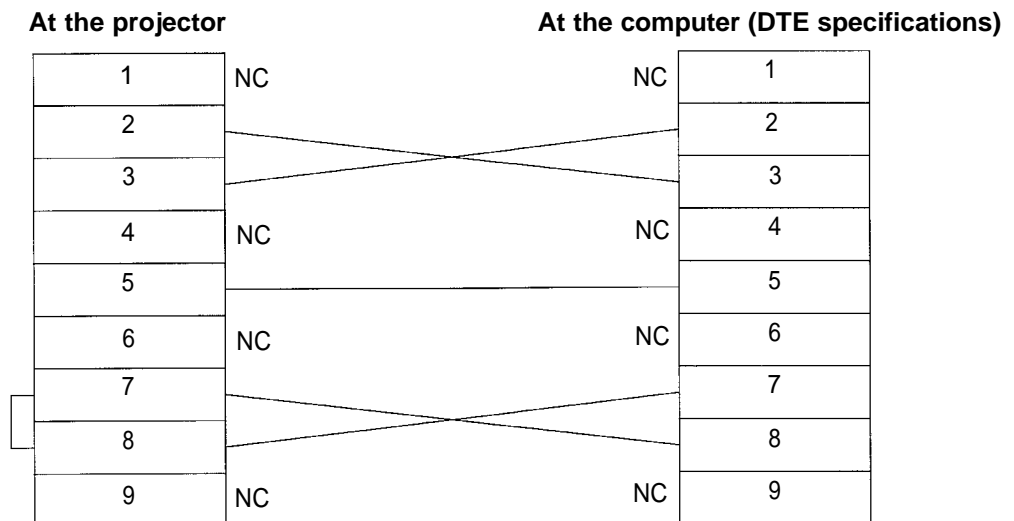 At the projector At the computer (DTE specifications)
1 NC NC 1
2 2
3 3
4 NC NC 4
5 5
6 NC NC 6
7 7
8 8
9 NC NC 9